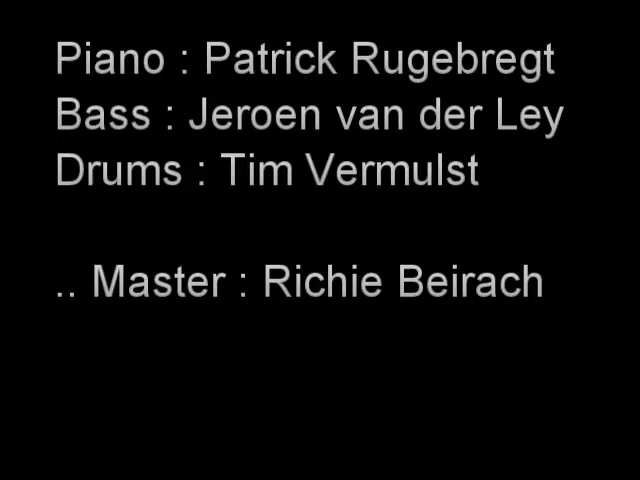 Piano : Patrick Rugebregt
Bass : Jeroen van der Ley
Drums : Tim Vermulst
.. Master : Richie Beirach